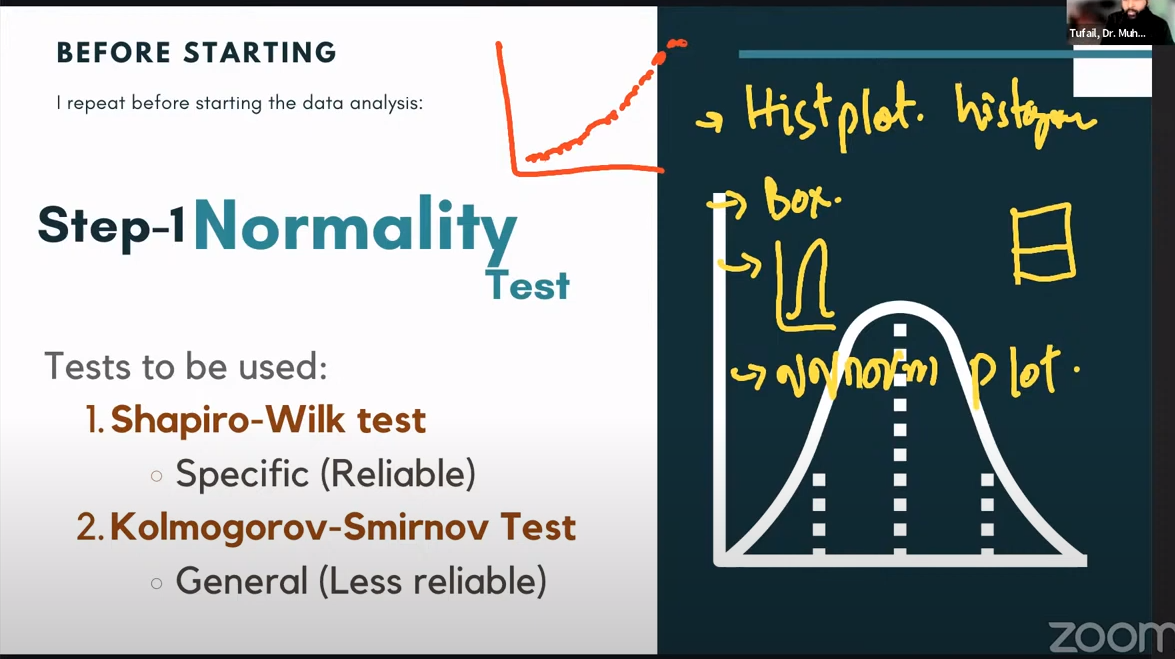 BEFORE STARTING
I repeat before starting the data analysis:
Step-1 Normality
Test
Tests to be used:
1. Shapiro-Wilk test
Specific (Reliable)
2. Kolmogorov-Smirnov Test
General (Less reliable)
Tufail, Dr. Muh...
→ Histplot. histogram
→ Box.
→ qqnorm plot.
zoom